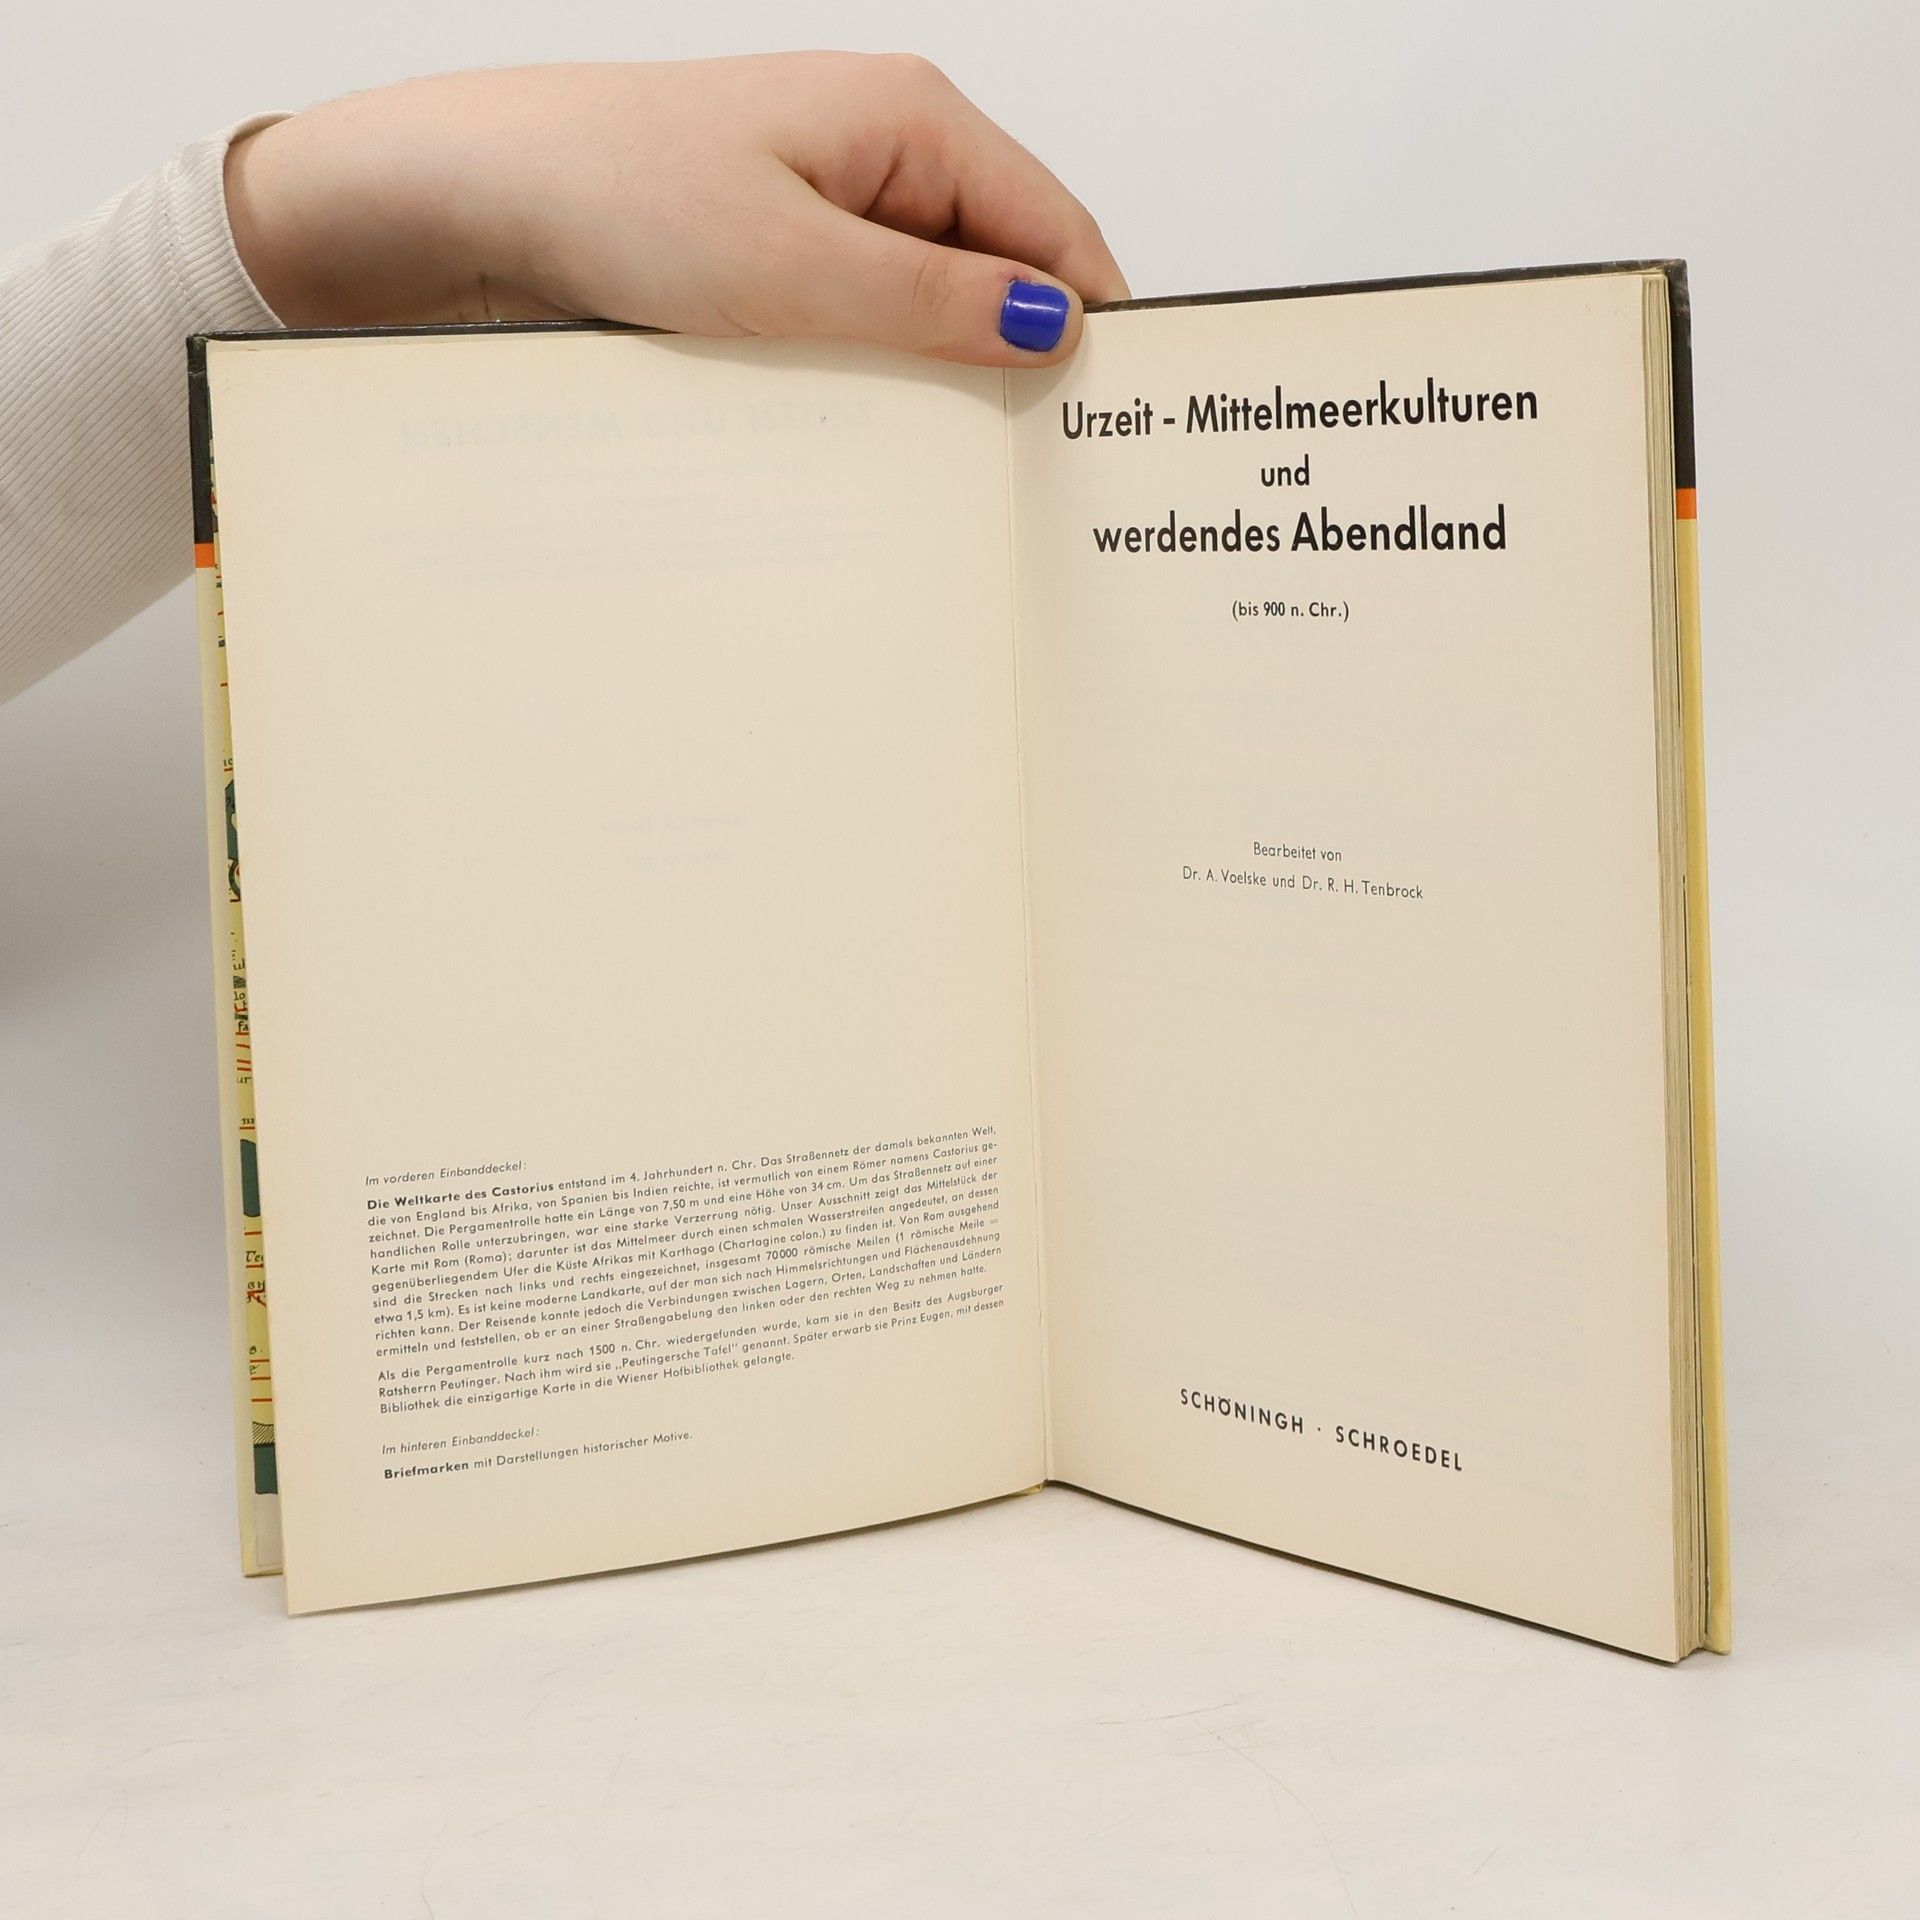 Im vorderen Einbanddeckel:
Die Weltkarte des Castorius entstand im 4. Jahrhundert n. Chr. Das Straßennetz der damals bekannten Welt,
die von England bis Afrika, von Spanien bis Indien reichte, ist vermutlich von einem Römer namens Castorius ge-
zeichnet. Die Pergamentrolle hatte ein Länge von 7,50 m und eine Höhe von 34 cm. Um das Straßennetz auf einer
handlichen Rolle unterzubringen, war eine starke Verzerrung nötig. Unser Ausschnitt zeigt das Mittelstück der
Karte mit Rom (Roma); darunter ist das Mittelmeer durch einen schmalen Wasserstreifen angedeutet, an dessen
gegenüberliegendem Ufer die Küste Afrikas mit Karthago (Chartagine colon.) zu finden ist. Von Rom ausgehend
sind die Strecken nach links und rechts eingezeichnet, insgesamt 70000 römische Meilen (1 römische Meile =
etwa 1,5 km). Es ist keine moderne Landkarte, auf der man sich nach Himmelsrichtungen und Flächenausdehnung
richten kann. Der Reisende konnte jedoch die Verbindungen zwischen Lagern, Orten, Landschaften und Ländern
ermitteln und feststellen, ob er an einer Straßengabelung den linken oder den rechten Weg zu nehmen hatte.
Als die Pergamentrolle kurz nach 1500 n. Chr. wiedergefunden wurde, kam sie in den Besitz des Augsburger
Ratsherrn Peutinger. Nach ihm wird sie „Peutingersche Tafel" genannt. Später erwarb sie Prinz Eugen, mit dessen
Bibliothek die einzigartige Karte in die Wiener Hofbibliothek gelangte.
Im hinteren Einbanddeckel:
Briefmarken mit Darstellungen historischer Motive.
Urzeit - Mittelmeerkulturen
und
werdendes Abendland
(bis 900 n. Chr.)
Bearbeitet von
Dr. A. Voelske und Dr. R. H. Tenbrock
SCHÖNINGH · SCHROEDEL